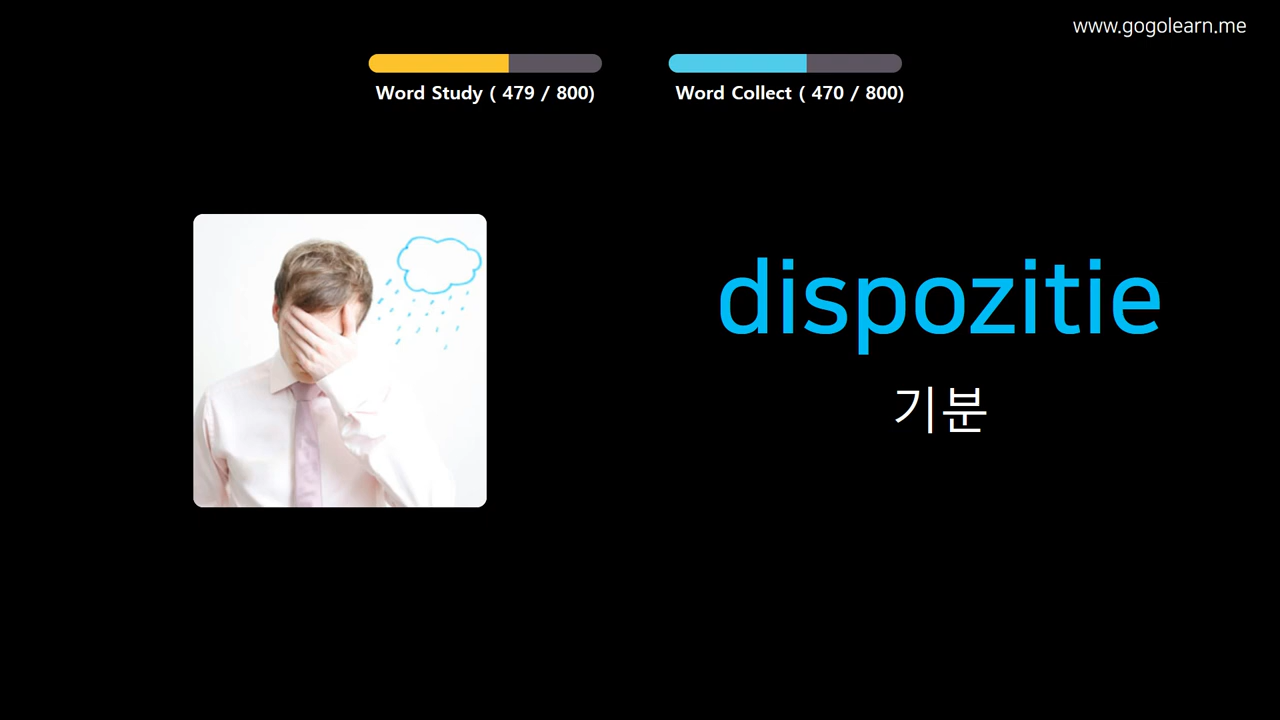 www.gogolearn.me
Word Study ( 479 / 800)
Word Collect ( 470 / 800)
dispozitie
기분